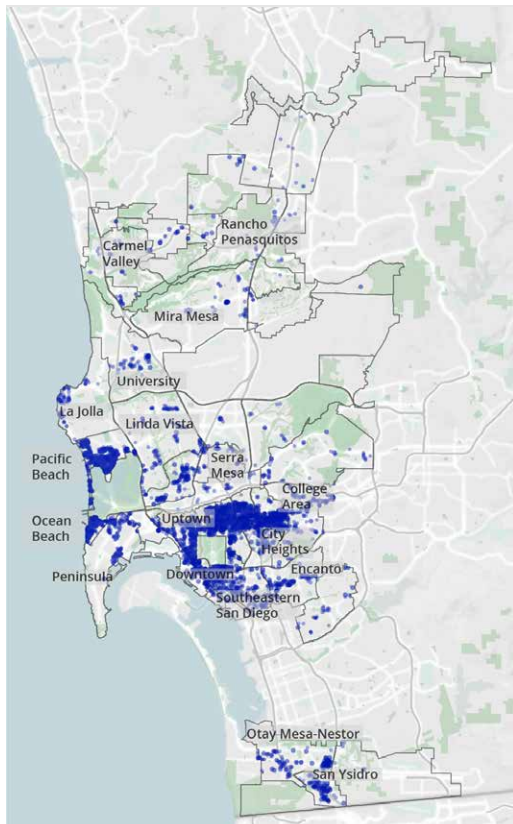 Rancho
Penasquitos
Carmel
Valley
Mira Mesa
University
La Jolla
Linda Vista
Pacific
Beach
Serra
Mesa
College
Area
Ocean
Beach
Uptown
City
Heights
Peninsula
Downtown
Encanto
Southeastern
San Diego
Otay Mesa-Nestor
San Ysidro